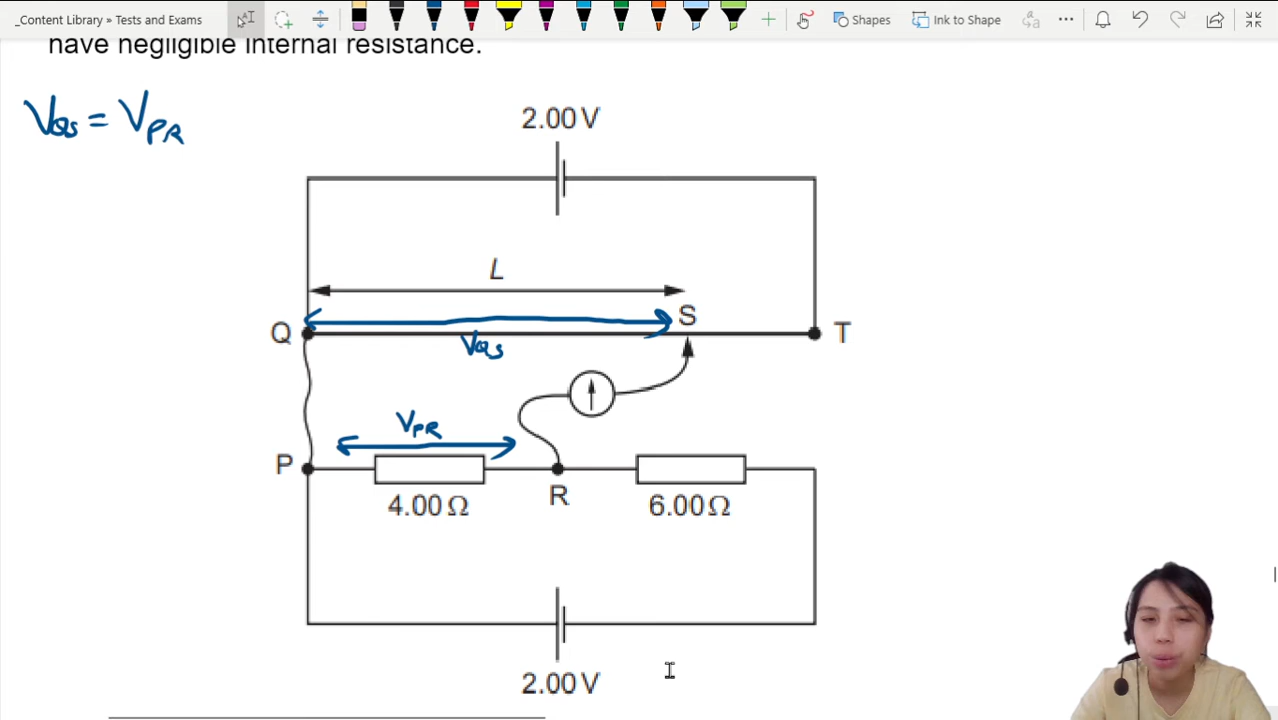 _Content Library » Tests and Exams
Shapes
Ink to Shape
have negligible internal resistance.
VQS = VPR
2.00 V
L
S
Q
T
VQS
VPR
P
R
4.00 Ω
6.00 Ω
2.00 V